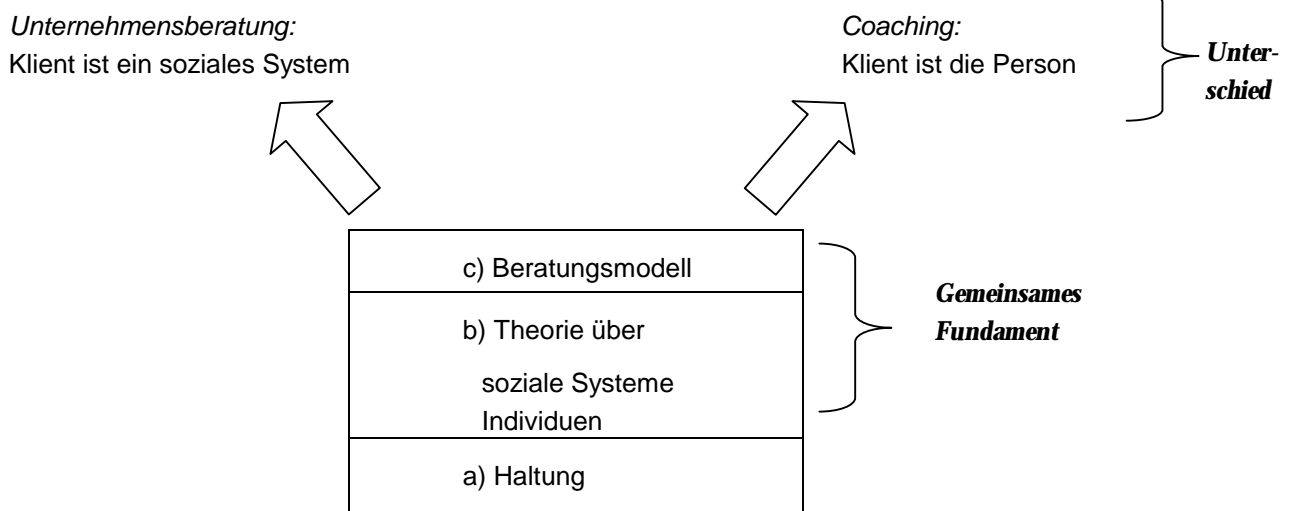 Unternehmensberatung:
Klient ist ein soziales System
Coaching:
Klient ist die Person
Unter-
schied
c) Beratungsmodell
b) Theorie über
soziale Systeme
Individuen
a) Haltung
Gemeinsames
Fundament